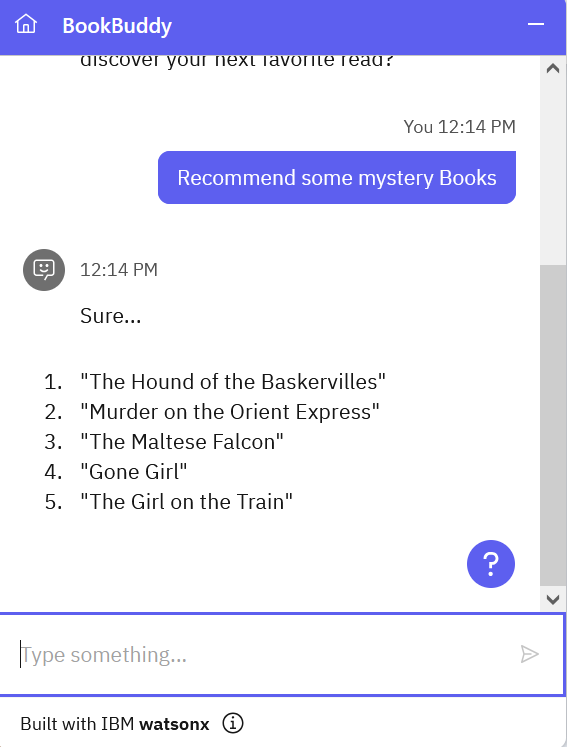 BookBuddy
discover your next favorite read?
You 12:14 PM
Recommend some mystery Books
12:14 PM
Sure...
1. "The Hound of the Baskervilles"
2. "Murder on the Orient Express"
3. "The Maltese Falcon"
4. "Gone Girl"
5. "The Girl on the Train"
?
Type something...
Built with IBM watsonx